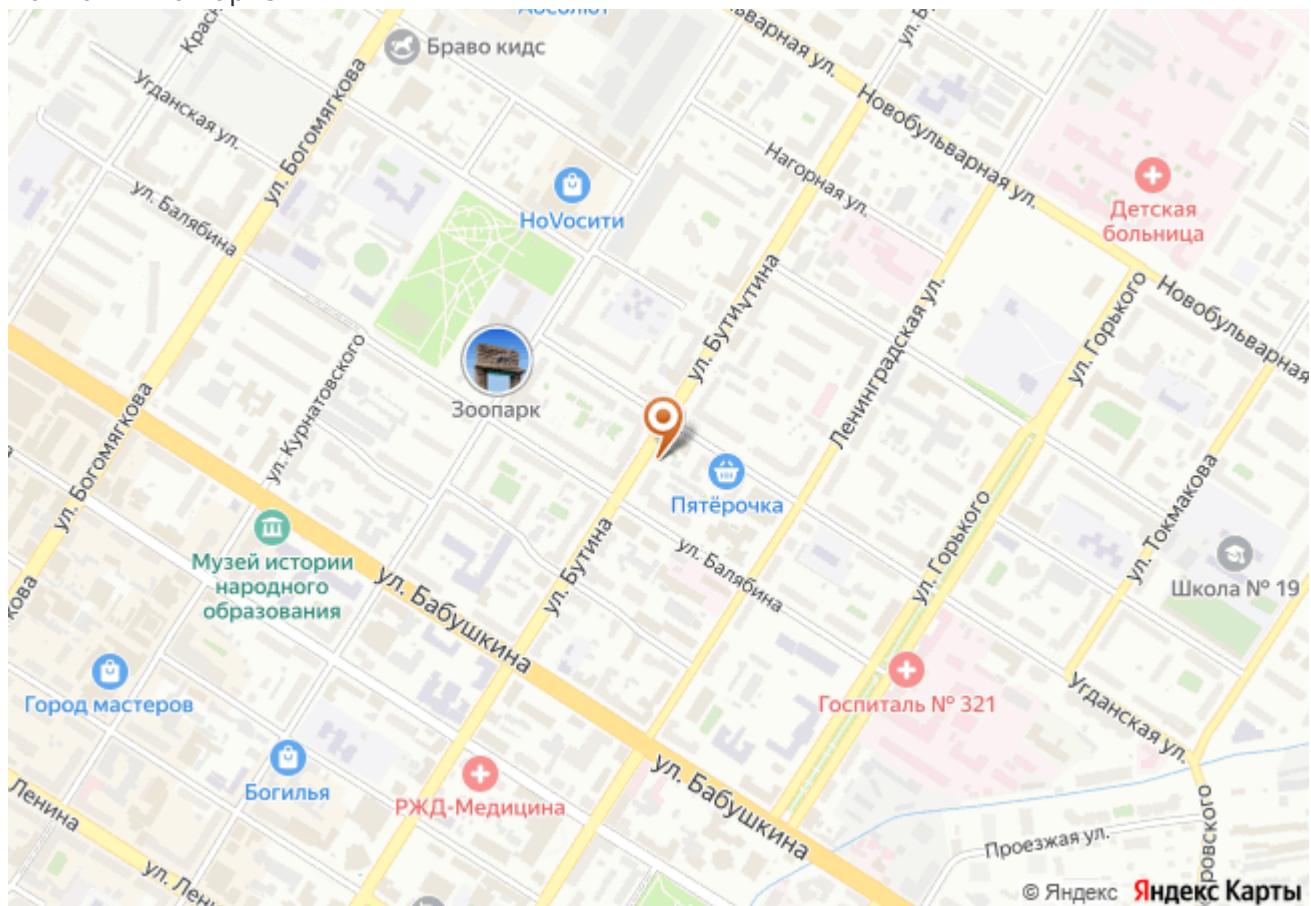 Абсолют
Браво кидс
ул. Богомягкова
Угданская ул.
ул. Балябина
НоVосити
Новобульварная ул.
Нагорная ул.
Детская
больница
Новобульварная
ул. Бутина
Ленинградская ул.
ул. Горького
Зоопарк
ул. Курнатовского
ул. Богомягкова
Пятёрочка
ул. Горького
ул. Токмакова
Школа № 19
Музей истории
народного
образования
ул. Бутина
ул. Балябина
ул. Бабушкина
Город мастеров
Госпиталь № 321
Угданская ул.
Богилья
РЖД-Медицина
ул. Бабушкина
Проезжая ул.
Ленина
© Яндекс Яндекс Карты